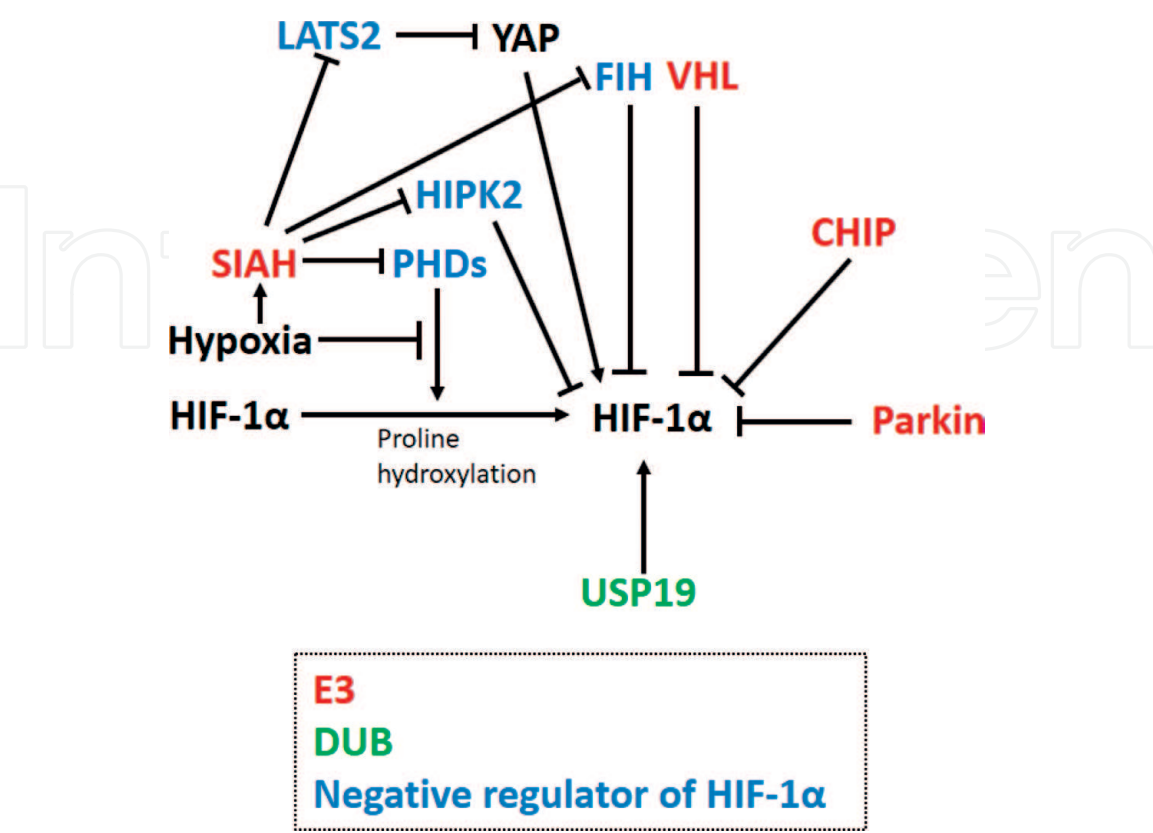 LATS2 YAP
FIH VHL
HIPK2
CHIP
SIAH PHDs
Hypoxia
HIF-1α HIF-1α Parkin
Proline
hydroxylation
USP19
E3
DUB
Negative regulator of HIF-1α